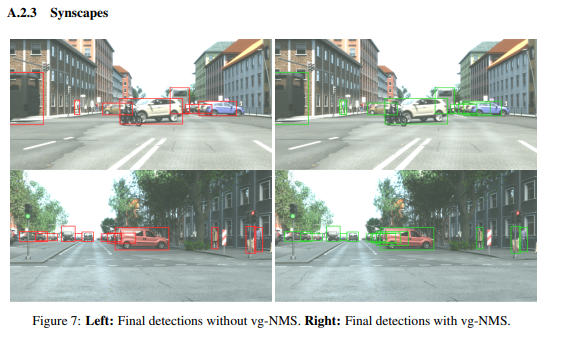 A.2.3 Synscapes
Figure 7: Left: Final detections without vg-NMS. Right: Final detections with vg-NMS.